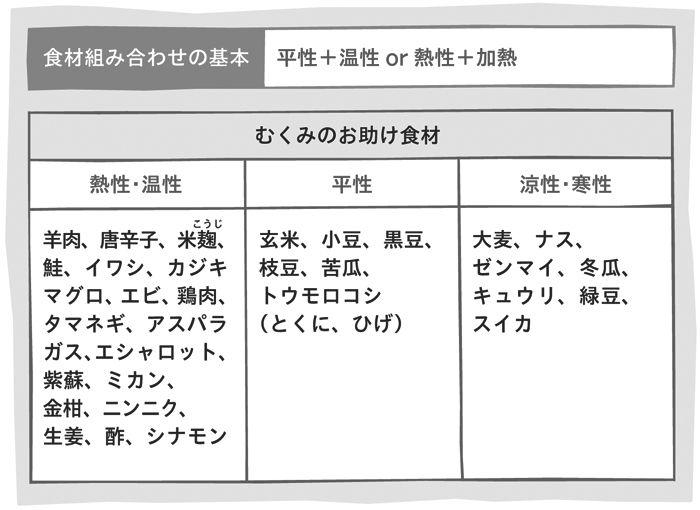 食材組み合わせの基本
平性＋温性 or 熱性＋加熱
むくみのお助け食材
熱性・温性
羊肉、唐辛子、米麹、
こうじ
鮭、イワシ、カジキ
マグロ、エビ、鶏肉、
タマネギ、アスパラ
ガス、エシャロット、
紫蘇、ミカン、
金柑、ニンニク、
生姜、酢、シナモン
平性
玄米、小豆、黒豆、
枝豆、苦瓜、
トウモロコシ
（とくに、ひげ）
涼性・寒性
大麦、ナス、
ゼンマイ、冬瓜、
キュウリ、緑豆、
スイカ